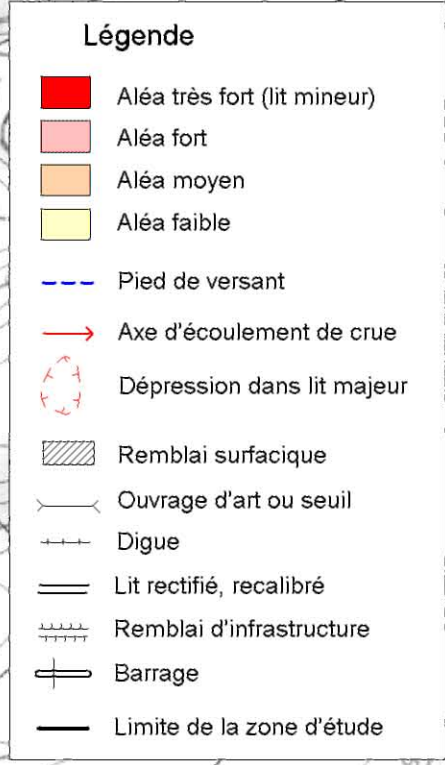 Légende
Aléa très fort (lit mineur)
Aléa fort
Aléa moyen
Aléa faible
Pied de versant
Axe d'écoulement de crue
Dépression dans lit majeur
Remblai surfacique
Ouvrage d'art ou seuil
Digue
Lit rectifié, recalibré
Remblai d'infrastructure
Barrage
Limite de la zone d'étude